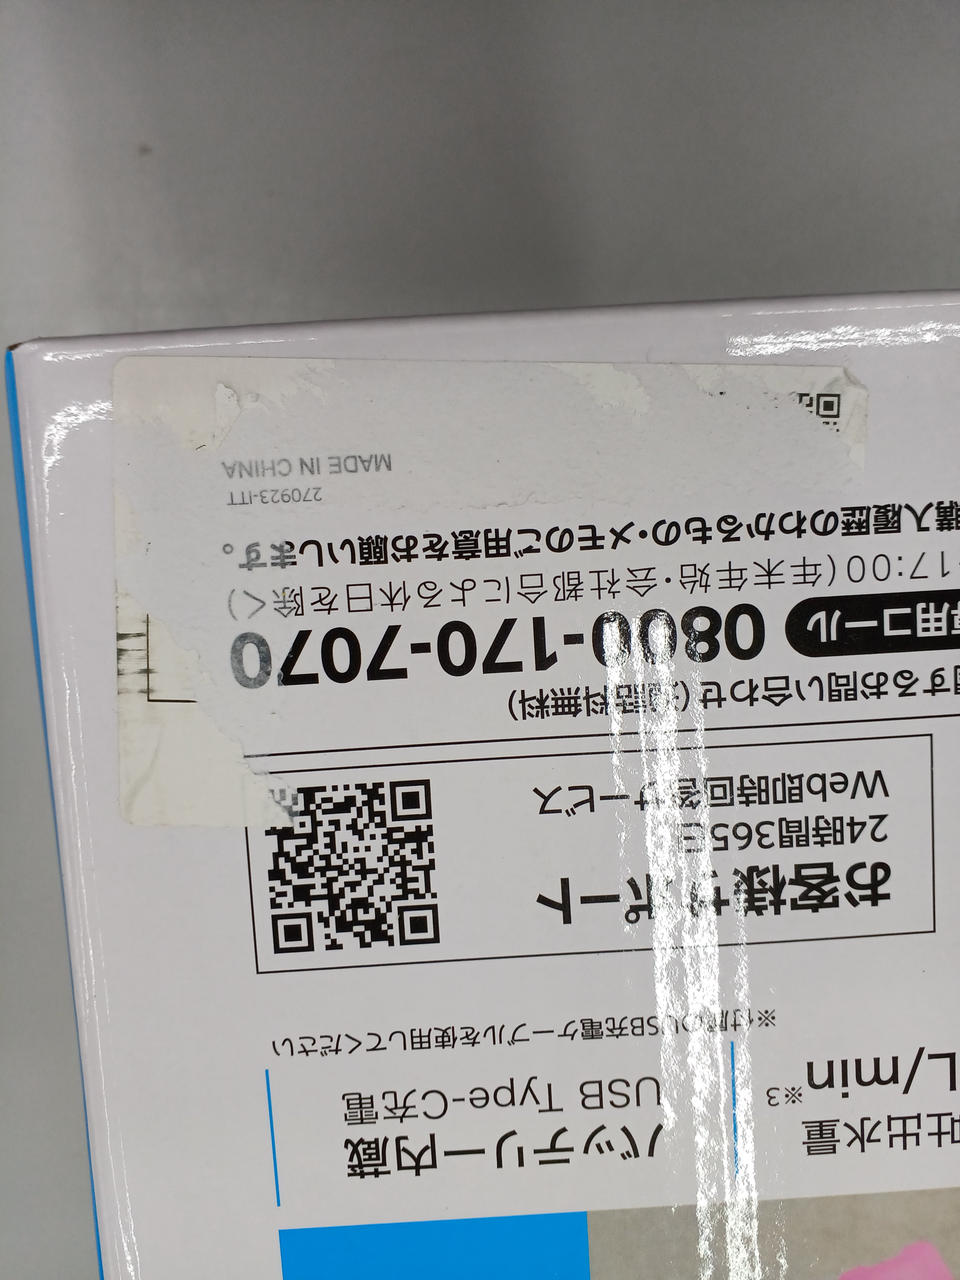 吐出水量
L/min※3
バッテリー内蔵
USB Type-C充電
※付属のUSB充電ケーブルを使用してください
お客様サポート
24時間365日
Web即時回答サービス
するお問い合わせ(通話料無料)
専用コール 0800-170-7070
17:00(年末年始・会社都合による休日を除く)
購入履歴のわかるもの・メモのご用意をお願いします。
270923-ITT
MADE IN CHINA